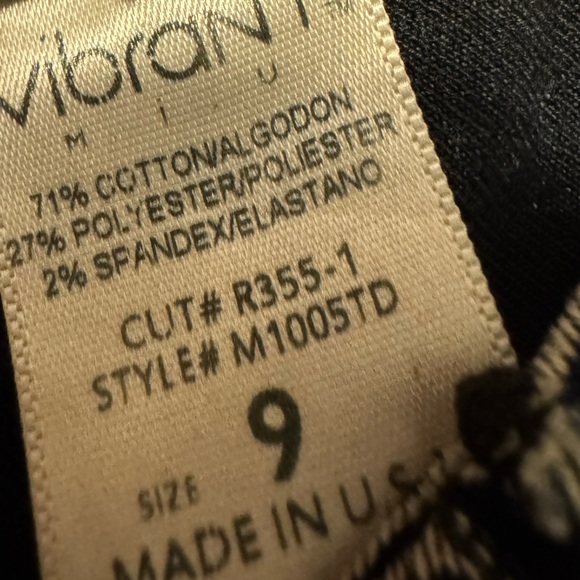 VibraNT
M . I . U
71% COTTON/ALGODON
27% POLYESTER/POLIESTER
2% SPANDEX/ELASTANO
CUT# R355-1
STYLE# M1005TD
9
SIZE
MADE IN U.S.